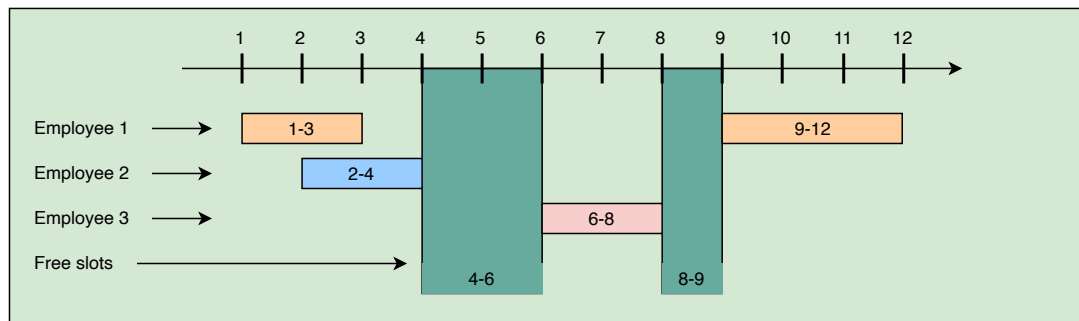 1 2 3 4 5 6 7 8 9 10 11 12
Employee 1 1-3 9-12
Employee 2 2-4
Employee 3 6-8
Free slots
4-6 8-9